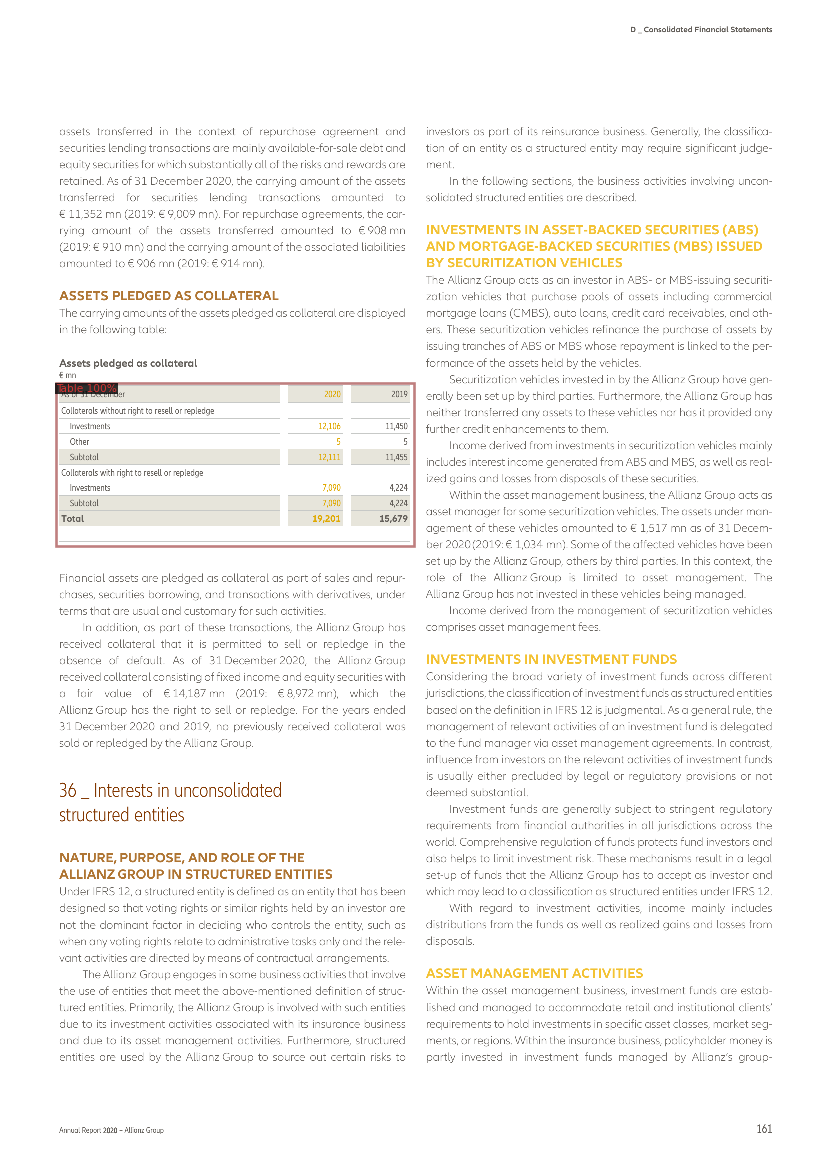 D _ Consolidated Financial Statements
assets transferred in the context of repurchase agreement and
securities lending transactions are mainly available-for-sale debt and
equity securities for which substantially all of the risks and rewards are
retained. As of 31 December 2020, the carrying amount of the assets
transferred for securities lending transactions amounted to
€ 11,352 mn (2019: € 9,009 mn). For repurchase agreements, the car-
rying amount of the assets transferred amounted to € 908 mn
(2019: € 910 mn) and the carrying amount of the associated liabilities
amounted to € 906 mn (2019: € 914 mn).
ASSETS PLEDGED AS COLLATERAL
The carrying amounts of the assets pledged as collateral are displayed
in the following table:
Assets pledged as collateral
€ mn
Table 100%
As of 31 December 2020 2019
Collaterals without right to resell or repledge
Investments 12,106 11,450
Other 5 5
Subtotal 12,111 11,455
Collaterals with right to resell or repledge
Investments 7,090 4,224
Subtotal 7,090 4,224
Total 19,201 15,679
Financial assets are pledged as collateral as part of sales and repur-
chases, securities borrowing, and transactions with derivatives, under
terms that are usual and customary for such activities.
In addition, as part of these transactions, the Allianz Group has
received collateral that it is permitted to sell or repledge in the
absence of default. As of 31 December 2020, the Allianz Group
received collateral consisting of fixed income and equity securities with
a fair value of € 14,187 mn (2019: € 8,972 mn), which the
Allianz Group has the right to sell or repledge. For the years ended
31 December 2020 and 2019, no previously received collateral was
sold or repledged by the Allianz Group.
36 _ Interests in unconsolidated
structured entities
NATURE, PURPOSE, AND ROLE OF THE
ALLIANZ GROUP IN STRUCTURED ENTITIES
Under IFRS 12, a structured entity is defined as an entity that has been
designed so that voting rights or similar rights held by an investor are
not the dominant factor in deciding who controls the entity, such as
when any voting rights relate to administrative tasks only and the rele-
vant activities are directed by means of contractual arrangements.
The Allianz Group engages in some business activities that involve
the use of entities that meet the above-mentioned definition of struc-
tured entities. Primarily, the Allianz Group is involved with such entities
due to its investment activities associated with its insurance business
and due to its asset management activities. Furthermore, structured
entities are used by the Allianz Group to source out certain risks to
investors as part of its reinsurance business. Generally, the classifica-
tion of an entity as a structured entity may require significant judge-
ment.
In the following sections, the business activities involving uncon-
solidated structured entities are described.
INVESTMENTS IN ASSET-BACKED SECURITIES (ABS)
AND MORTGAGE-BACKED SECURITIES (MBS) ISSUED
BY SECURITIZATION VEHICLES
The Allianz Group acts as an investor in ABS- or MBS-issuing securiti-
zation vehicles that purchase pools of assets including commercial
mortgage loans (CMBS), auto loans, credit card receivables, and oth-
ers. These securitization vehicles refinance the purchase of assets by
issuing tranches of ABS or MBS whose repayment is linked to the per-
formance of the assets held by the vehicles.
Securitization vehicles invested in by the Allianz Group have gen-
erally been set up by third parties. Furthermore, the Allianz Group has
neither transferred any assets to these vehicles nor has it provided any
further credit enhancements to them.
Income derived from investments in securitization vehicles mainly
includes interest income generated from ABS and MBS, as well as real-
ized gains and losses from disposals of these securities.
Within the asset management business, the Allianz Group acts as
asset manager for some securitization vehicles. The assets under man-
agement of these vehicles amounted to € 1,517 mn as of 31 Decem-
ber 2020 (2019: € 1,034 mn). Some of the affected vehicles have been
set up by the Allianz Group, others by third parties. In this context, the
role of the Allianz Group is limited to asset management. The
Allianz Group has not invested in these vehicles being managed.
Income derived from the management of securitization vehicles
comprises asset management fees.
INVESTMENTS IN INVESTMENT FUNDS
Considering the broad variety of investment funds across different
jurisdictions, the classification of investment funds as structured entities
based on the definition in IFRS 12 is judgmental. As a general rule, the
management of relevant activities of an investment fund is delegated
to the fund manager via asset management agreements. In contrast,
influence from investors on the relevant activities of investment funds
is usually either precluded by legal or regulatory provisions or not
deemed substantial.
Investment funds are generally subject to stringent regulatory
requirements from financial authorities in all jurisdictions across the
world. Comprehensive regulation of funds protects fund investors and
also helps to limit investment risk. These mechanisms result in a legal
set-up of funds that the Allianz Group has to accept as investor and
which may lead to a classification as structured entities under IFRS 12.
With regard to investment activities, income mainly includes
distributions from the funds as well as realized gains and losses from
disposals.
ASSET MANAGEMENT ACTIVITIES
Within the asset management business, investment funds are estab-
lished and managed to accommodate retail and institutional clients'
requirements to hold investments in specific asset classes, market seg-
ments, or regions. Within the insurance business, policyholder money is
partly invested in investment funds managed by Allianz's group-
Annual Report 2020 – Allianz Group
161